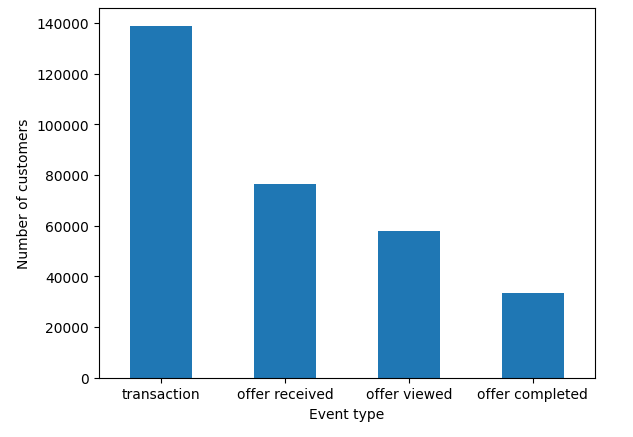 140000
120000
100000
80000
60000
40000
20000
0
Number of customers
transaction offer received offer viewed offer completed
Event type